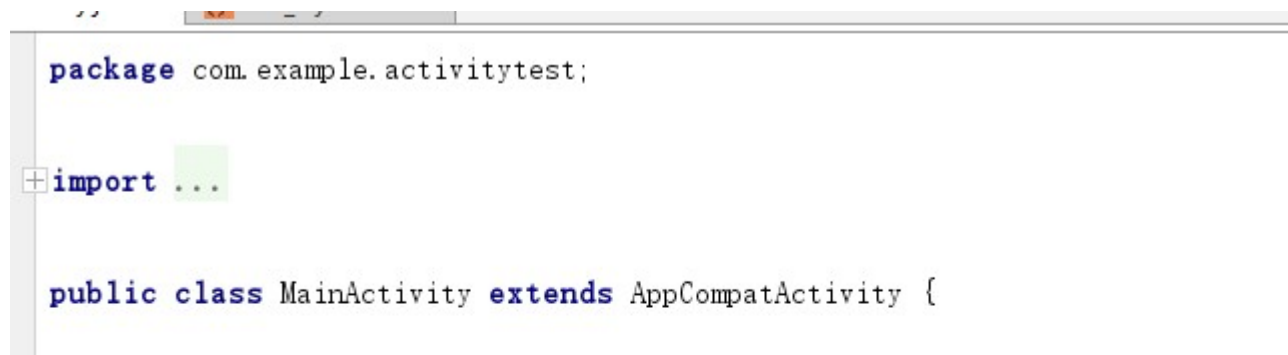 package com.example.activitytest;
import ...
public class MainActivity extends AppCompatActivity {